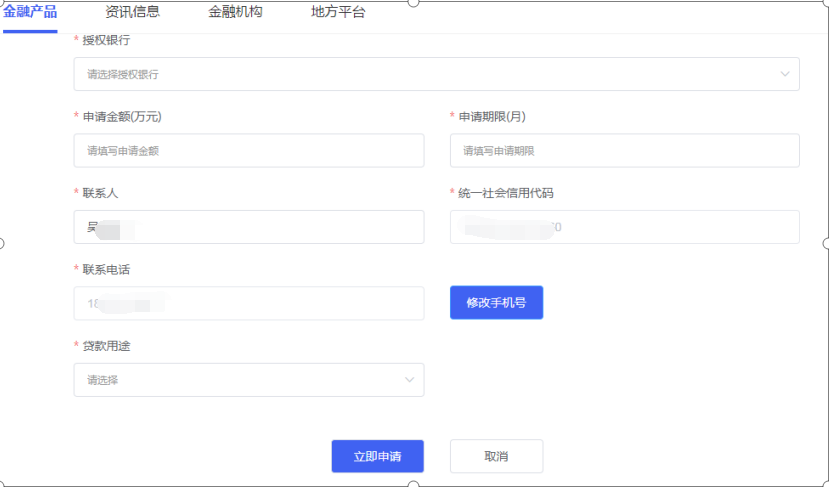 金融产品 资讯信息 金融机构 地方平台
* 授权银行
请选择授权银行
* 申请金额(万元) * 申请期限(月)
请填写申请金额 请填写申请期限
* 联系人 * 统一社会信用代码
吴
* 联系电话
18 修改手机号
* 贷款用途
请选择
立即申请 取消